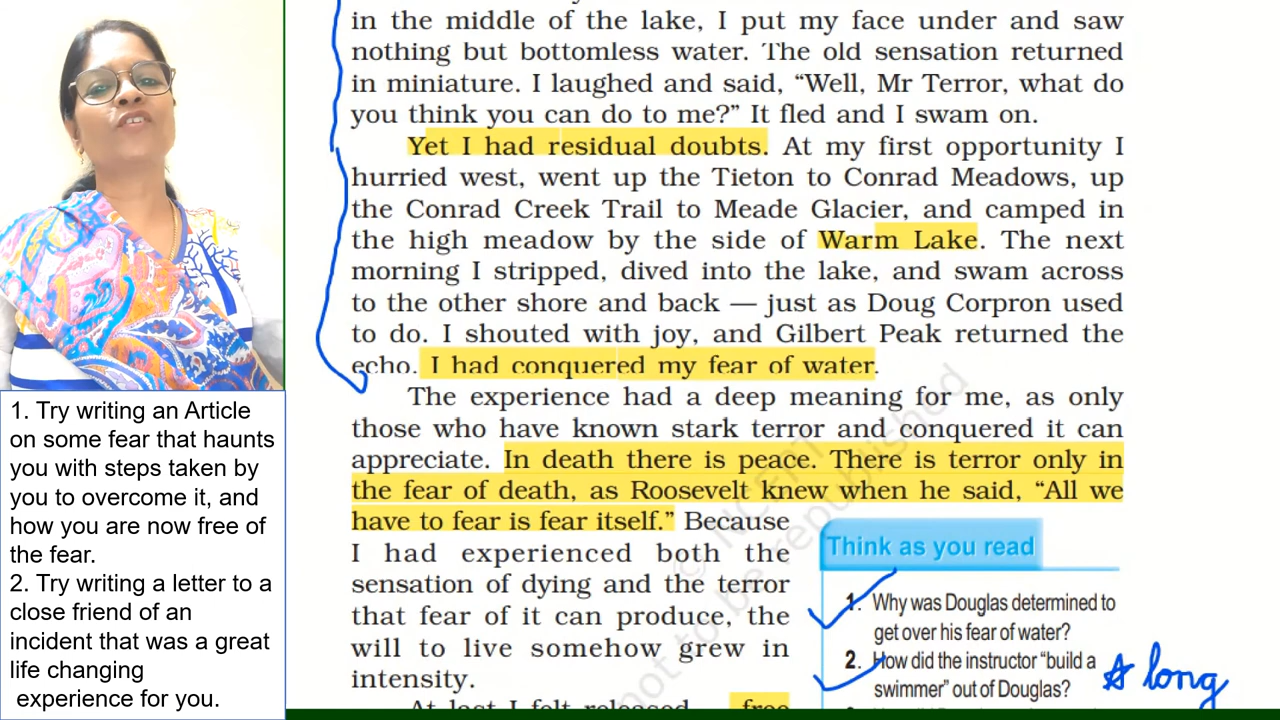 in the middle of the lake, I put my face under and saw
nothing but bottomless water. The old sensation returned
in miniature. I laughed and said, “Well, Mr Terror, what do
you think you can do to me?” It fled and I swam on.
Yet I had residual doubts. At my first opportunity I
hurried west, went up the Tieton to Conrad Meadows, up
the Conrad Creek Trail to Meade Glacier, and camped in
the high meadow by the side of Warm Lake. The next
morning I stripped, dived into the lake, and swam across
to the other shore and back — just as Doug Corpron used
to do. I shouted with joy, and Gilbert Peak returned the
echo. I had conquered my fear of water.
The experience had a deep meaning for me, as only
those who have known stark terror and conquered it can
appreciate. In death there is peace. There is terror only in
the fear of death, as Roosevelt knew when he said, “All we
have to fear is fear itself.” Because
I had experienced both the
sensation of dying and the terror
that fear of it can produce, the
will to live somehow grew in
intensity.
At last I felt released — free
Think as you read
1. Why was Douglas determined to
get over his fear of water?
2. How did the instructor “build a
swimmer” out of Douglas?
long
© NCERT
not to be republished
1. Try writing an Article
on some fear that haunts
you with steps taken by
you to overcome it, and
how you are now free of
the fear.
2. Try writing a letter to a
close friend of an
incident that was a great
life changing
experience for you.